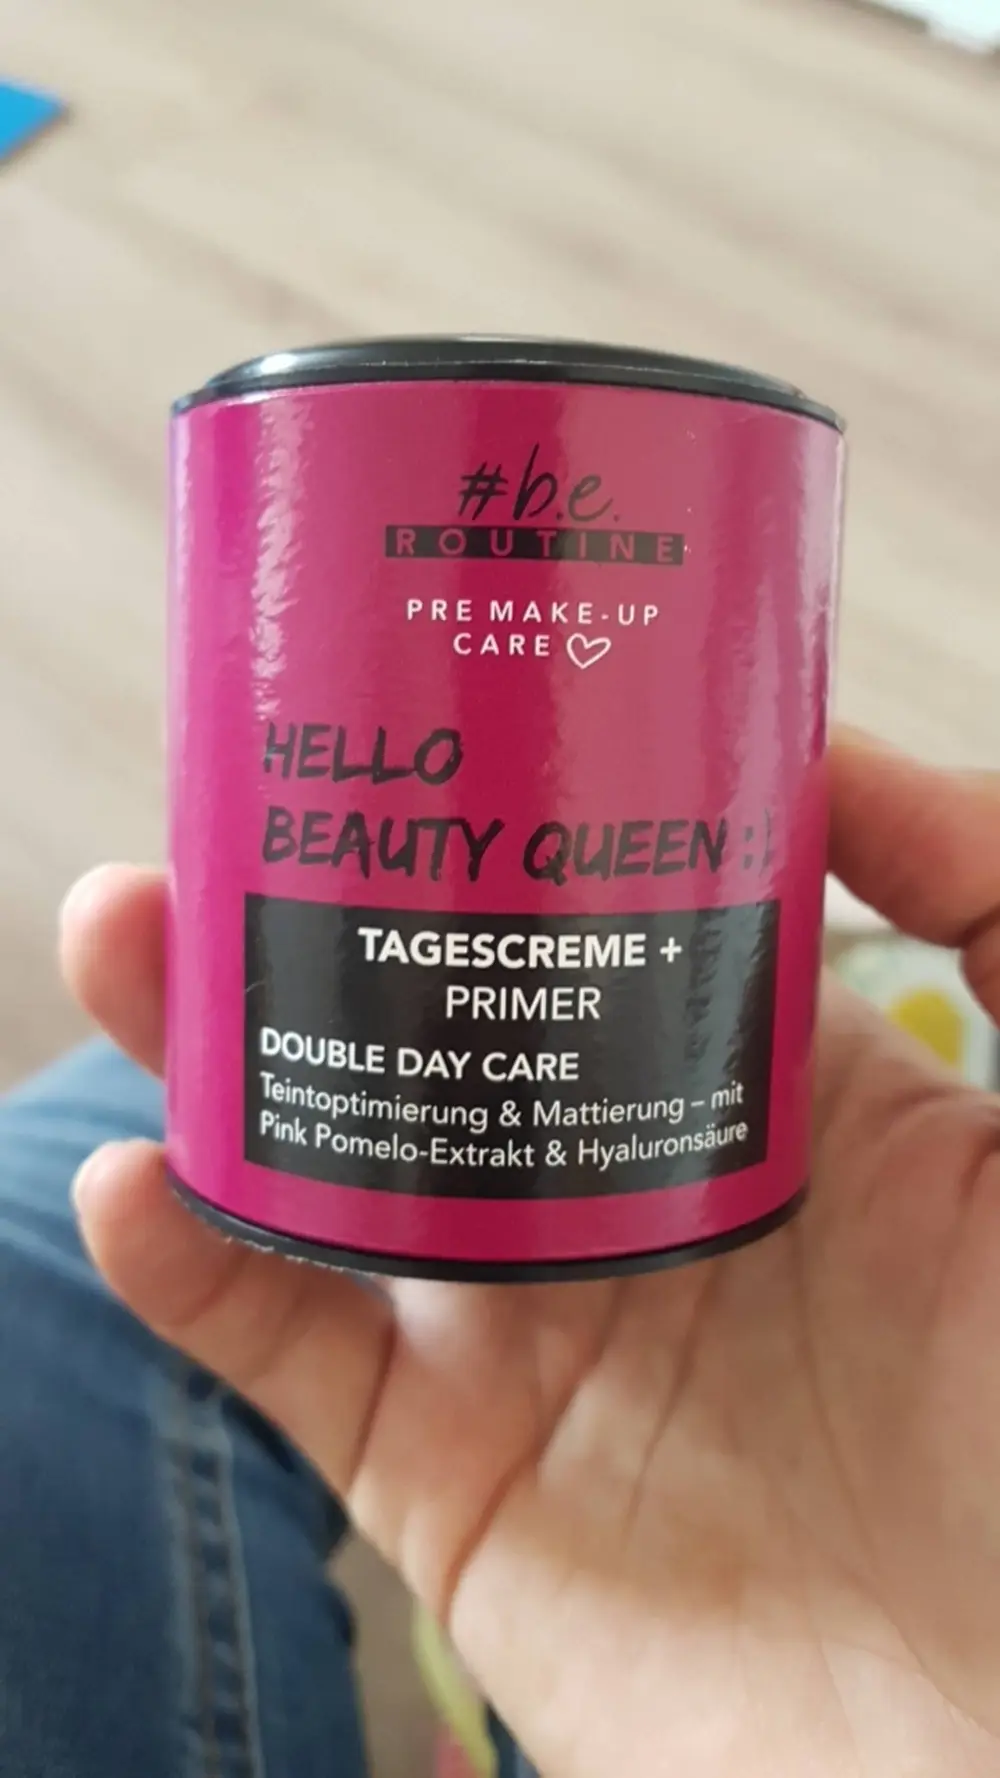 #b.e.
ROUTINE
PRE MAKE-UP
CARE
HELLO
BEAUTY QUEEN :)
TAGESCREME +
PRIMER
DOUBLE DAY CARE
Teintoptimierung & Mattierung – mit
Pink Pomelo-Extrakt & Hyaluronsäure